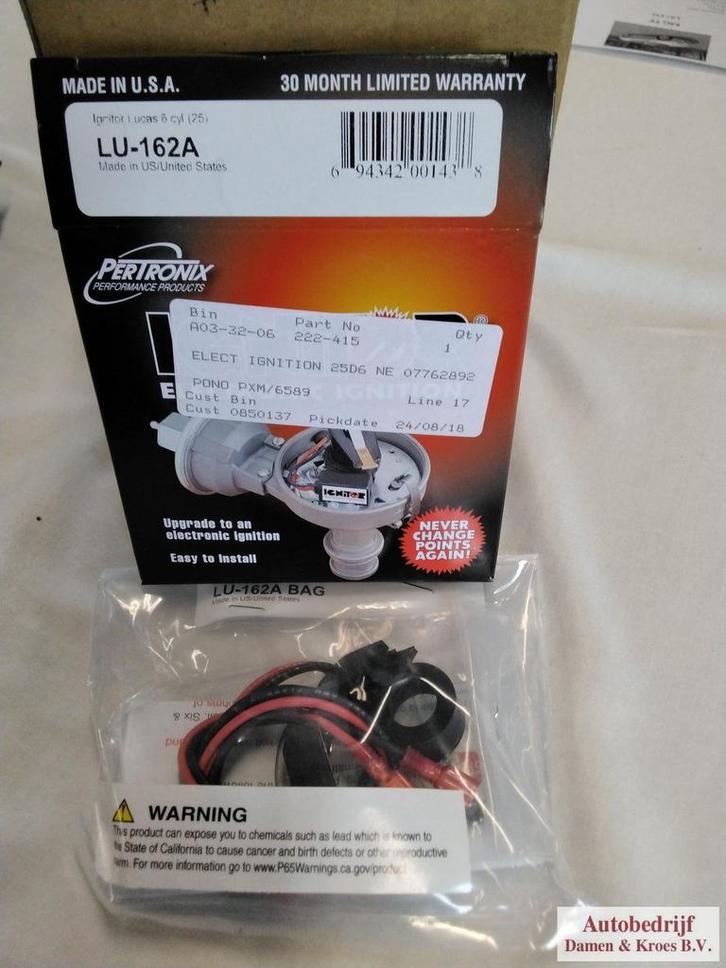 MADE IN U.S.A. 30 MONTH LIMITED WARRANTY
Ignitor Lucas 6 cyl (25)
LU-162A
Made in US/United States
6 94342 00143 8
PERTRONIX
PERFORMANCE PRODUCTS
Bin Part No Qty
A03-32-06 222-415 1
ELECT IGNITION 25D6 NE 07762892
PONO PXM/6589 Line 17
Cust Bin
Cust 0850137 Pickdate 24/08/18
IGNITOR
Upgrade to an
electronic ignition
Easy to Install
NEVER
CHANGE
POINTS
AGAIN!
LU-162A BAG
Made in US/United States
WARNING
This product can expose you to chemicals such as lead which is known to
the State of California to cause cancer and birth defects or other reproductive
harm. For more information go to www.P65Warnings.ca.gov/product
Autobedrijf
Damen & Kroes B.V.